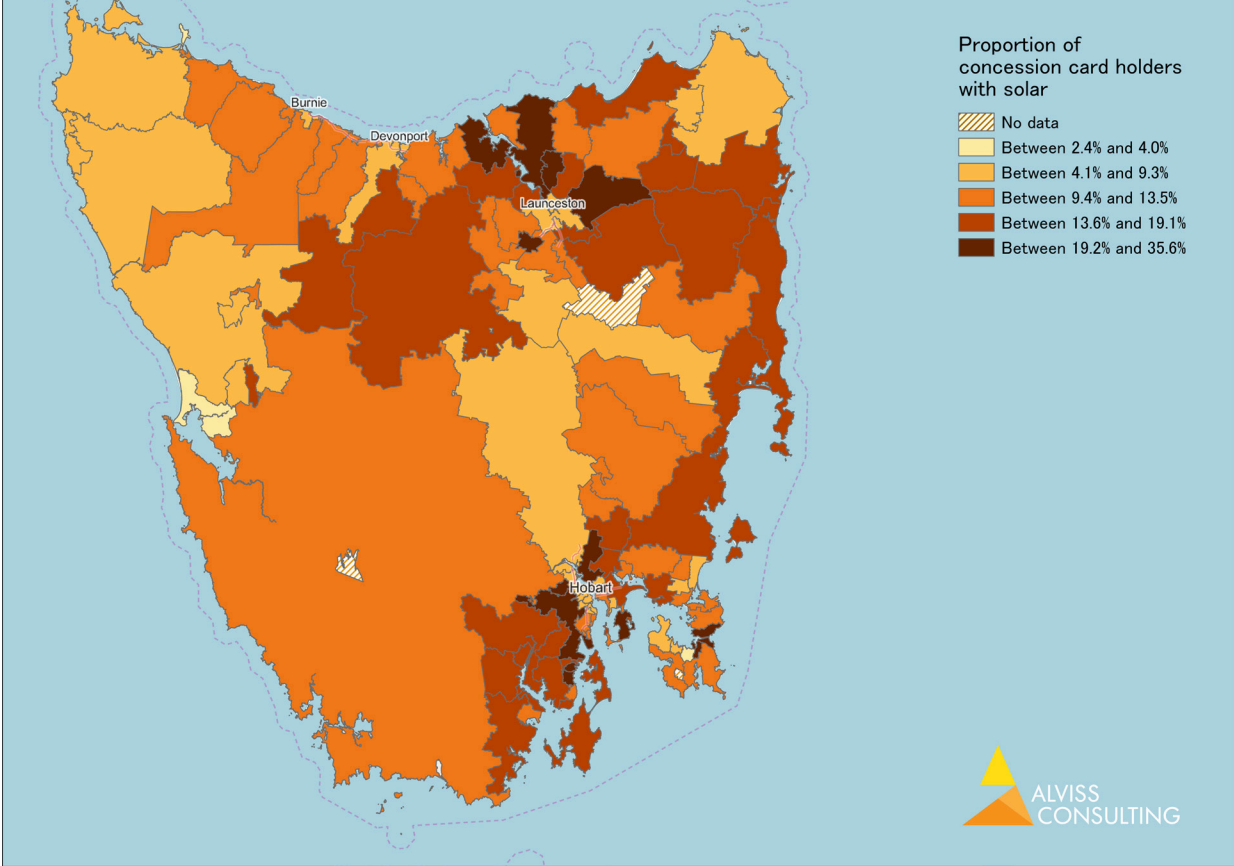 Proportion of
concession card holders
with solar
No data
Between 2.4% and 4.0%
Between 4.1% and 9.3%
Between 9.4% and 13.5%
Between 13.6% and 19.1%
Between 19.2% and 35.6%
Burnie
Devonport
Launceston
Hobart
ALVISS
CONSULTING